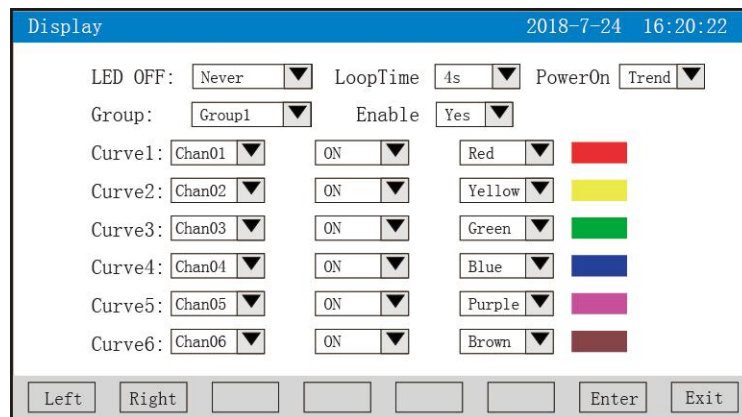 Display 2018-7-24 16:20:22
LED OFF: Never LoopTime 4s PowerOn Trend
Group: Group1 Enable Yes
Curve1: Chan01 ON Red
Curve2: Chan02 ON Yellow
Curve3: Chan03 ON Green
Curve4: Chan04 ON Blue
Curve5: Chan05 ON Purple
Curve6: Chan06 ON Brown
Left Right Enter Exit